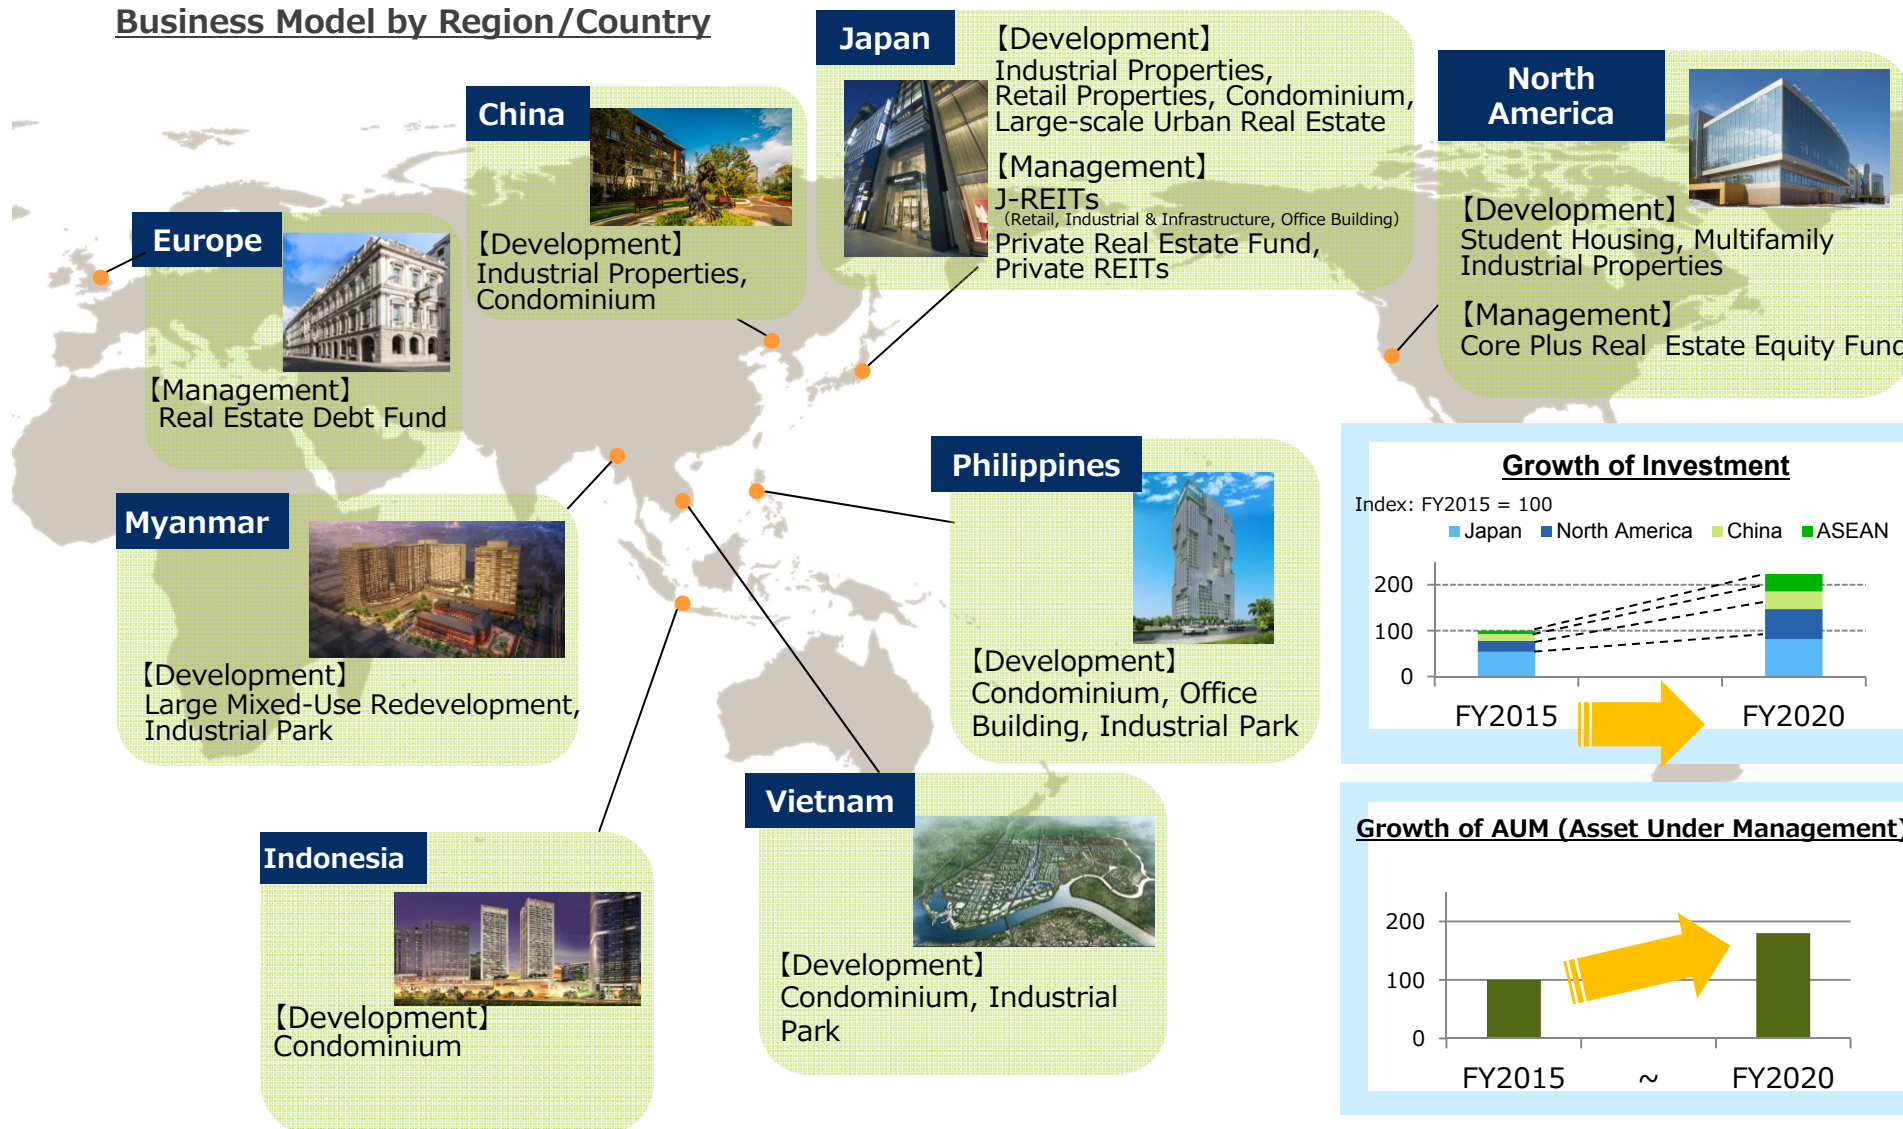 Business Model by Region/Country
Japan
【Development】
Industrial Properties,
Retail Properties, Condominium,
Large-scale Urban Real Estate
【Management】
J-REITs
(Retail, Industrial & Infrastructure, Office Building)
Private Real Estate Fund,
Private REITs
North
America
【Development】
Student Housing, Multifamily
Industrial Properties
【Management】
Core Plus Real Estate Equity Fund
China
【Development】
Industrial Properties,
Condominium
Europe
【Management】
Real Estate Debt Fund
Myanmar
【Development】
Large Mixed-Use Redevelopment,
Industrial Park
Philippines
【Development】
Condominium, Office
Building, Industrial Park
Vietnam
【Development】
Condominium, Industrial
Park
Indonesia
【Development】
Condominium
Growth of Investment
Index: FY2015 = 100
Japan North America China ASEAN
200
100
0
FY2015 FY2020
Growth of AUM (Asset Under Management)
200
100
0
FY2015 ~ FY2020